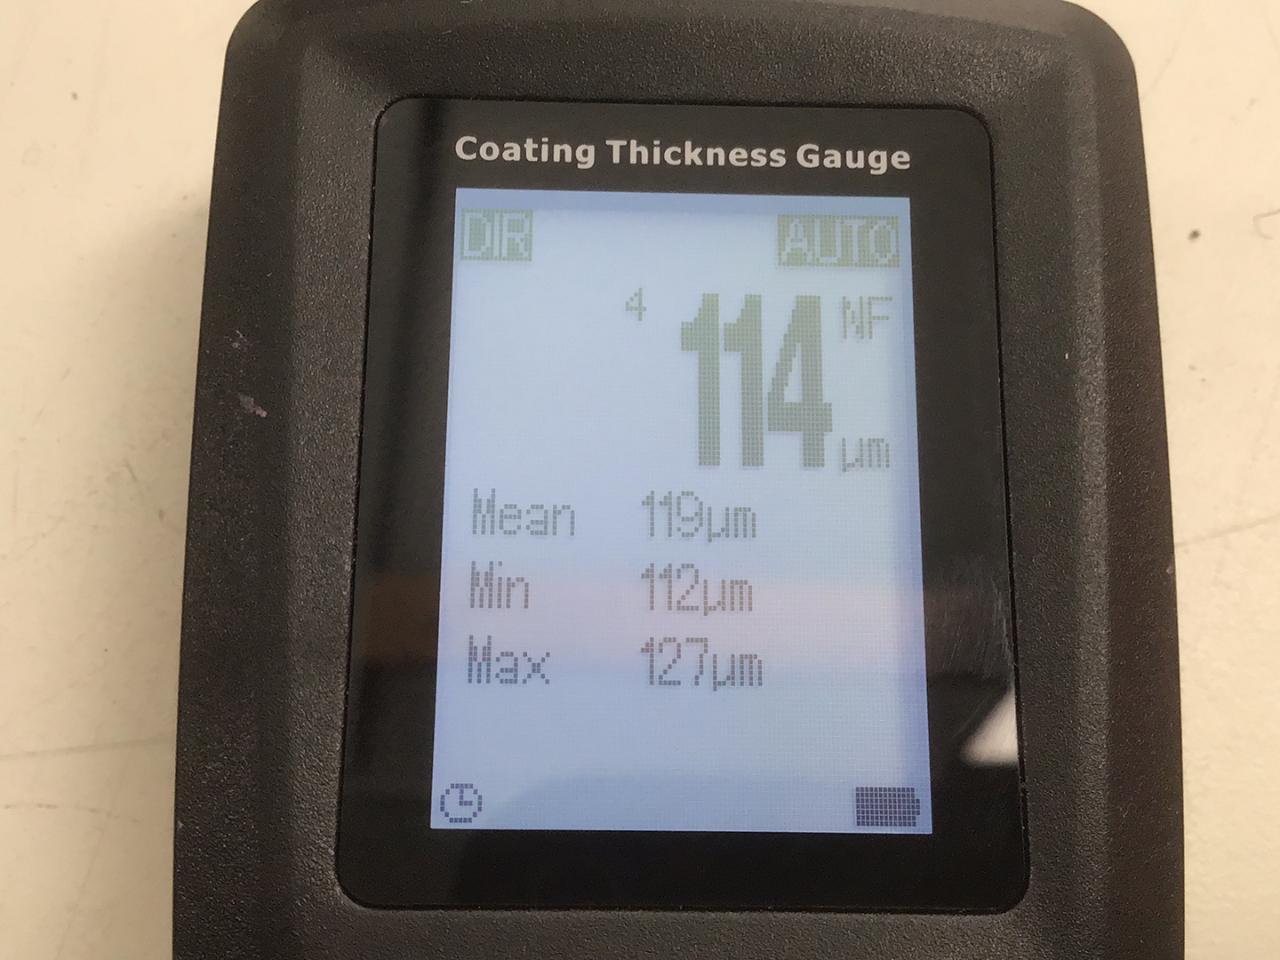 Coating Thickness Gauge
DIR AUTO
4 114 NF
µm
Mean 119µm
Min 112µm
Max 127µm